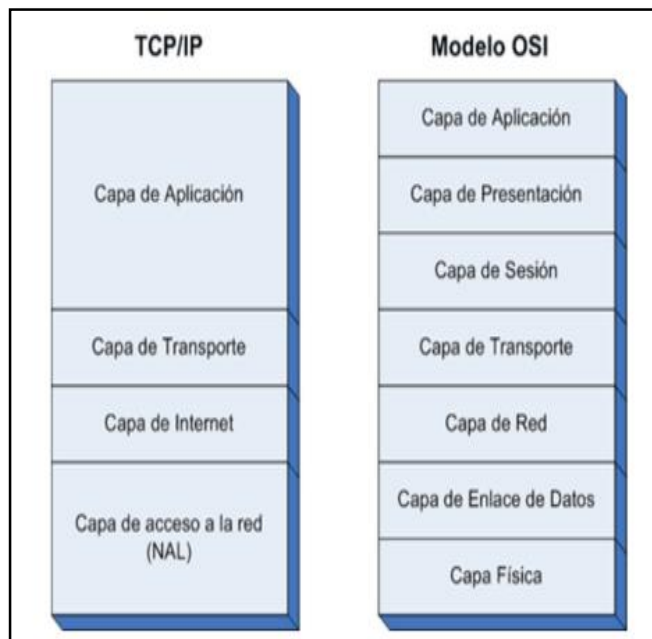 TCP/IP
Capa de Aplicación
Capa de Transporte
Capa de Internet
Capa de acceso a la red
(NAL)
Modelo OSI
Capa de Aplicación
Capa de Presentación
Capa de Sesión
Capa de Transporte
Capa de Red
Capa de Enlace de Datos
Capa Física